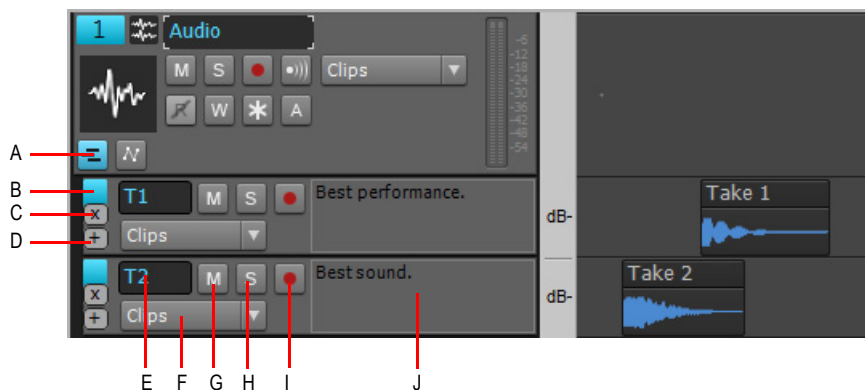 1 Audio
M S Clips
R W A
-6
-12
-18
-24
-30
-36
-42
-48
-54
A
B
C
D
T1 M S Best performance.
x
+ Clips
dB-
Take 1
T2 M S Best sound.
x
+ Clips
dB-
Take 2
E F G H I J